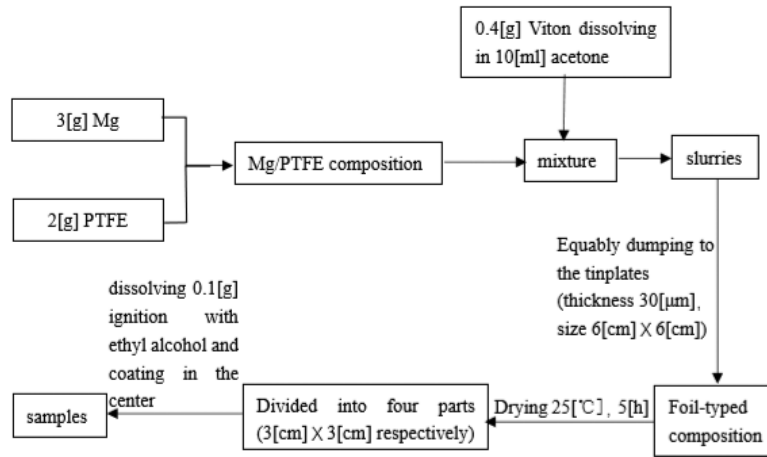 0.4[g] Viton dissolving
in 10[ml] acetone
3[g] Mg
2[g] PTFE
Mg/PTFE composition
mixture
slurries
Equably dumping to
the tinplates
(thickness 30[μm],
size 6[cm]×6[cm])
Foil-typed
composition
Drying 25[℃], 5[h]
Divided into four parts
(3[cm]×3[cm] respectively)
dissolving 0.1[g]
ignition with
ethyl alcohol and
coating in the
center
samples